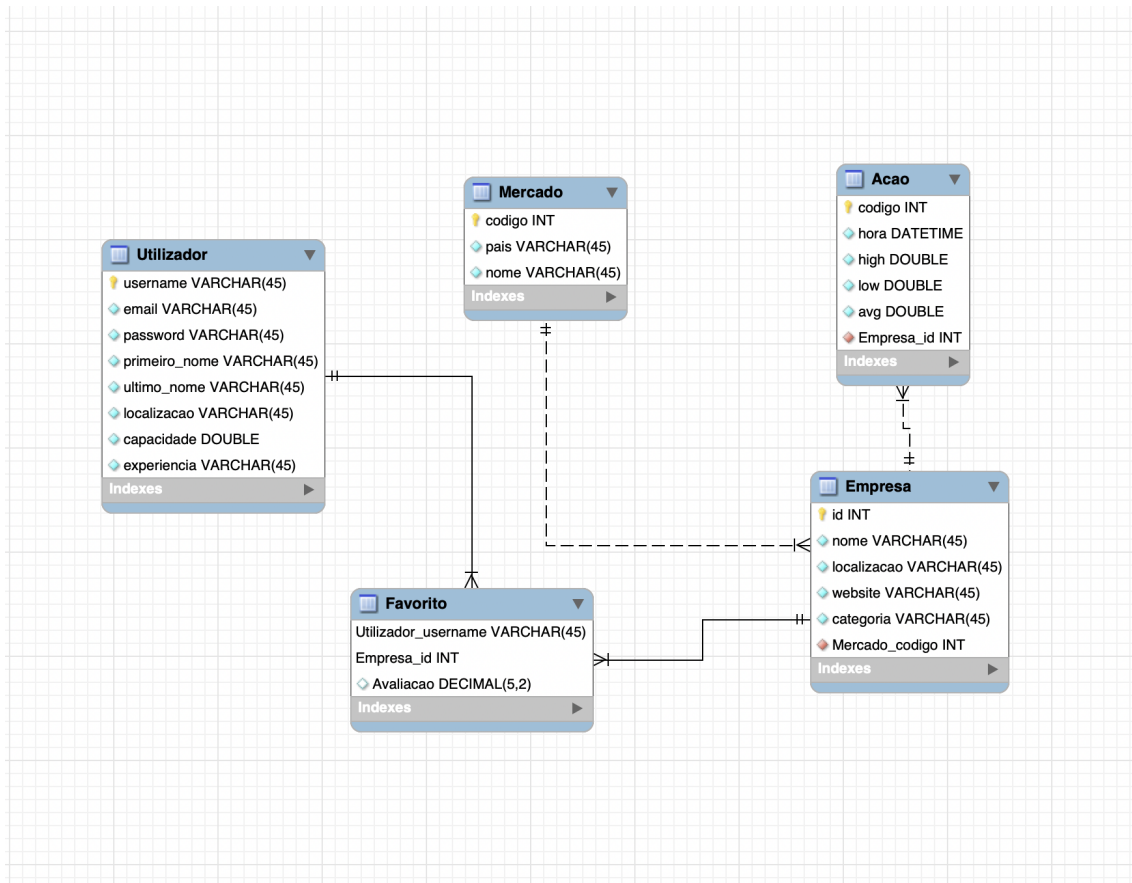 Utilizador
username VARCHAR(45)
email VARCHAR(45)
password VARCHAR(45)
primeiro_nome VARCHAR(45)
ultimo_nome VARCHAR(45)
localizacao VARCHAR(45)
capacidade DOUBLE
experiencia VARCHAR(45)
Indexes
Mercado
codigo INT
pais VARCHAR(45)
nome VARCHAR(45)
Indexes
Acao
codigo INT
hora DATETIME
high DOUBLE
low DOUBLE
avg DOUBLE
Empresa_id INT
Indexes
Favorito
Utilizador_username VARCHAR(45)
Empresa_id INT
Avaliacao DECIMAL(5,2)
Indexes
Empresa
id INT
nome VARCHAR(45)
localizacao VARCHAR(45)
website VARCHAR(45)
categoria VARCHAR(45)
Mercado_codigo INT
Indexes